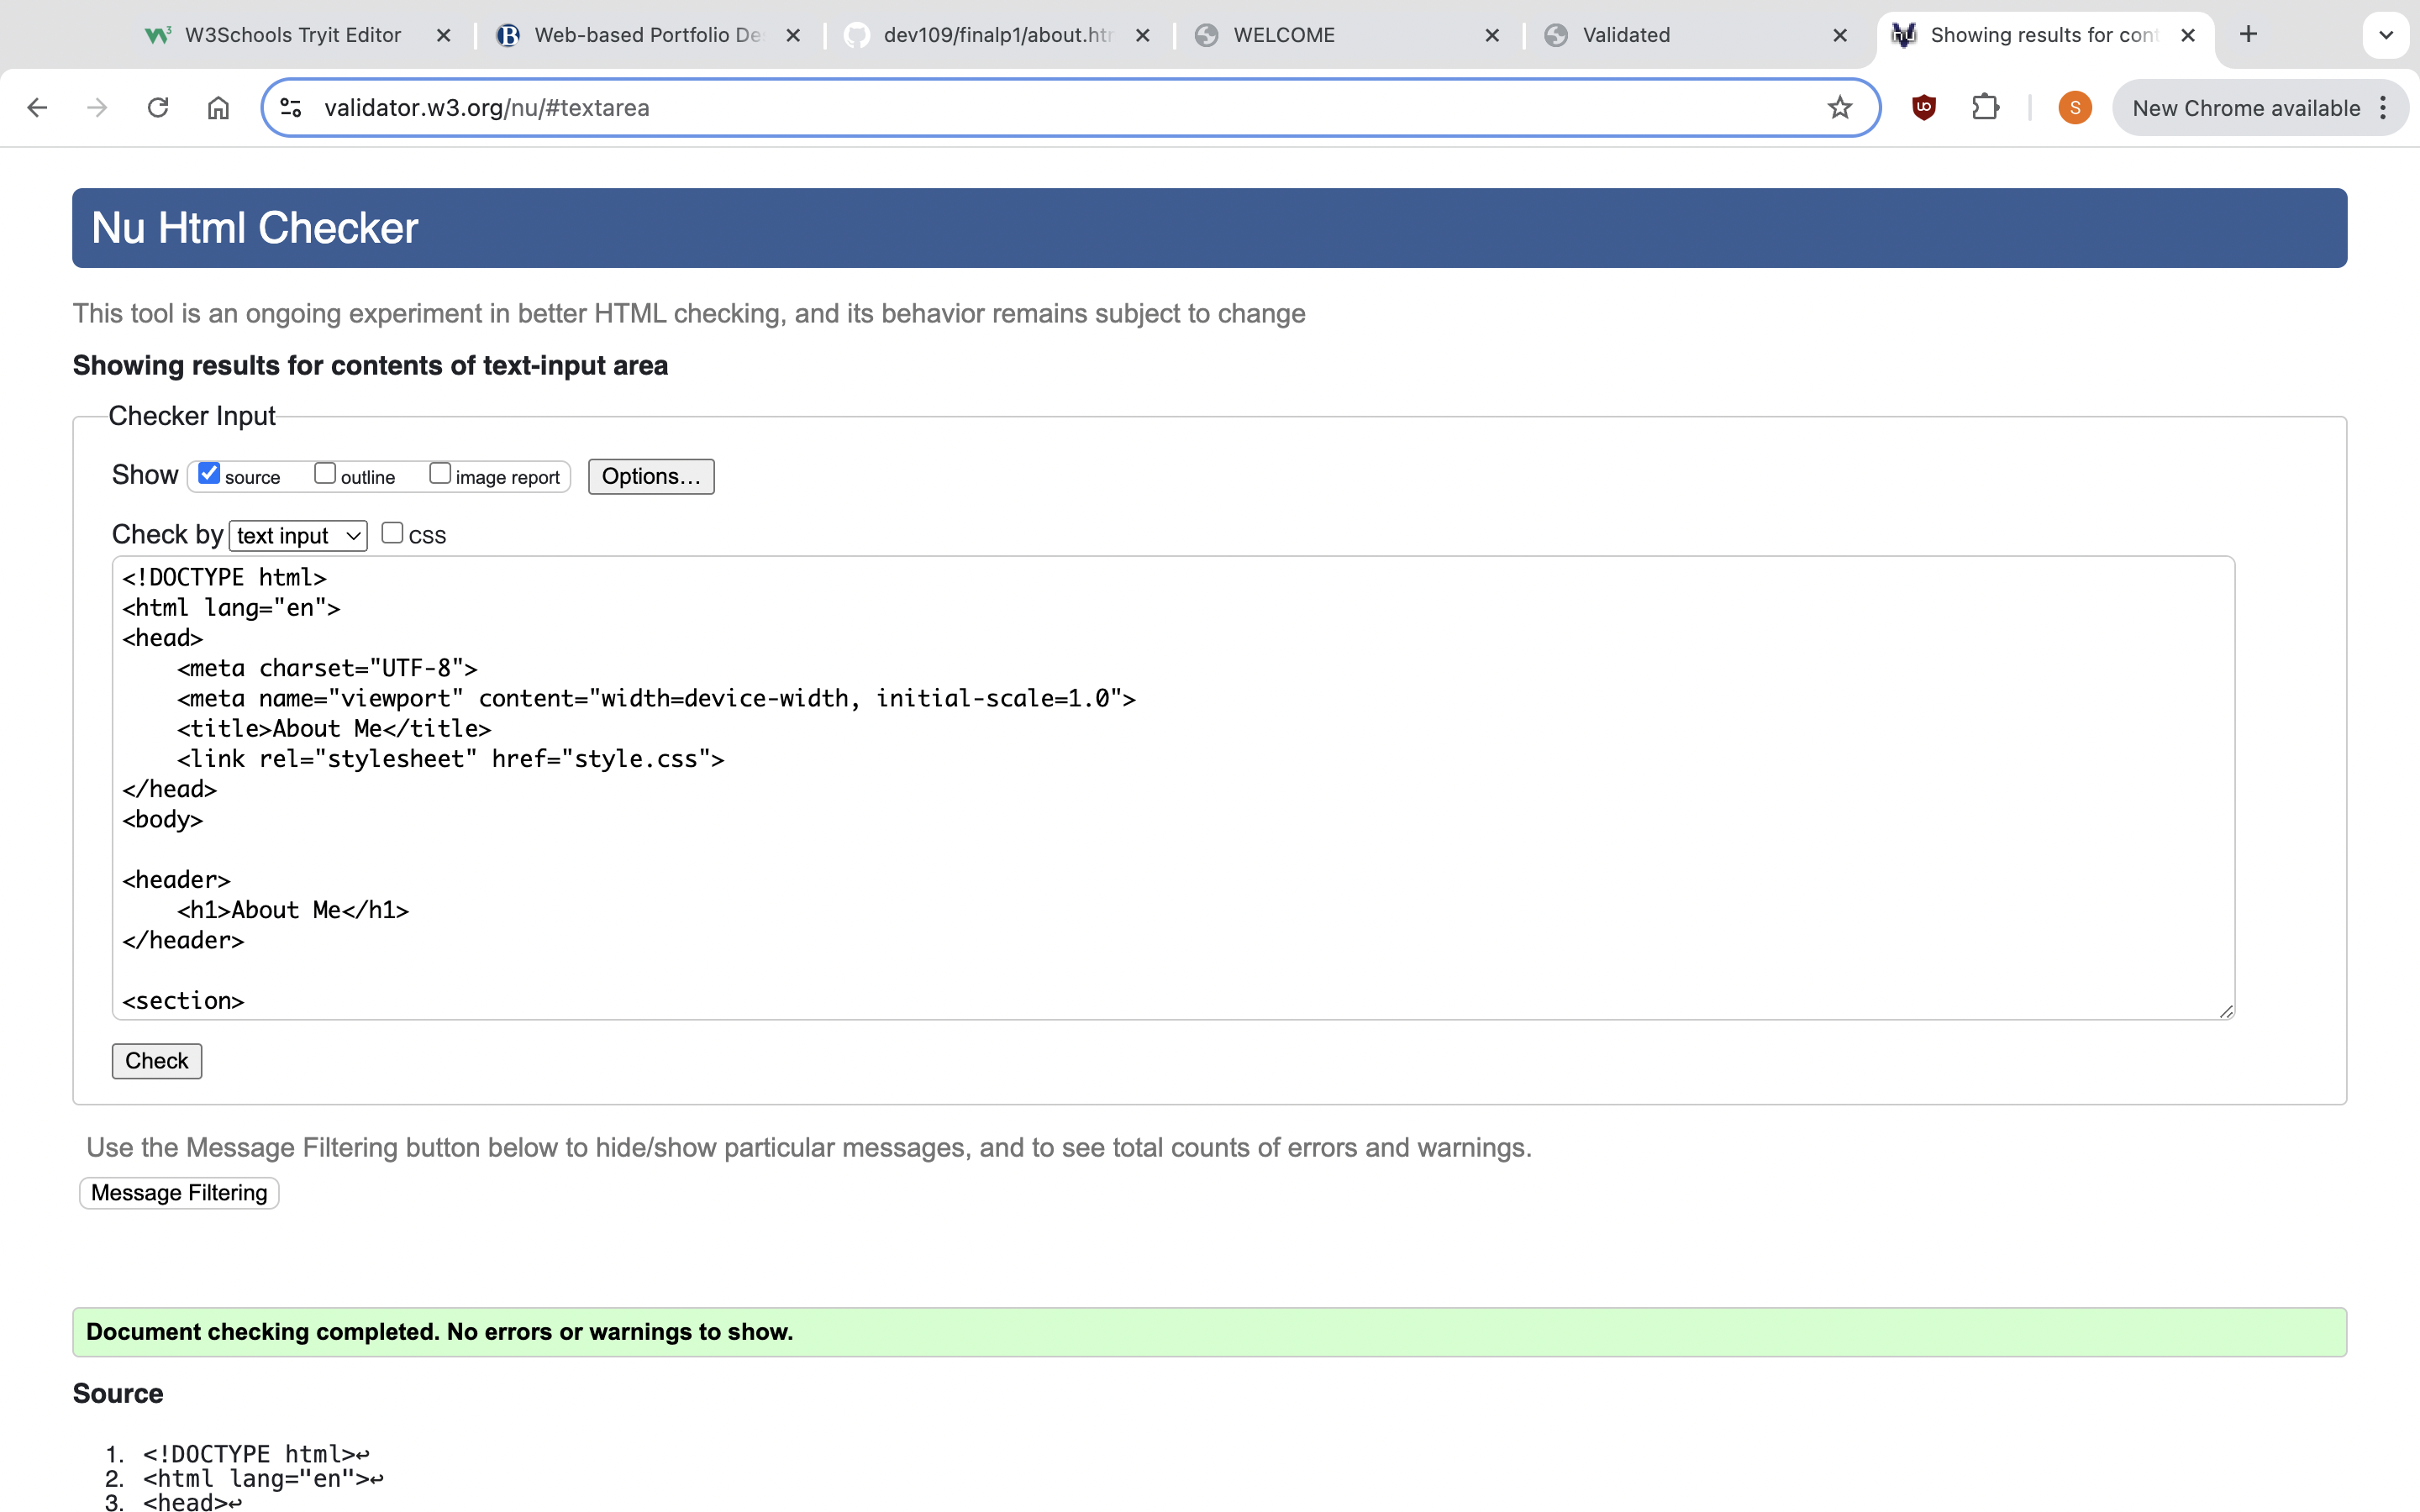 W3Schools Tryit Editor
Web-based Portfolio De
dev109/finalp1/about.htm
WELCOME
Validated
Showing results for cont
validator.w3.org/nu/#textarea
S
New Chrome available
Nu Html Checker
This tool is an ongoing experiment in better HTML checking, and its behavior remains subject to change
Showing results for contents of text-input area
Checker Input
Show source outline image report Options...
Check by text input CSS
<!DOCTYPE html>
<html lang="en">
<head>
    <meta charset="UTF-8">
    <meta name="viewport" content="width=device-width, initial-scale=1.0">
    <title>About Me</title>
    <link rel="stylesheet" href="style.css">
</head>
<body>
<header>
    <h1>About Me</h1>
</header>
<section>
Check
Use the Message Filtering button below to hide/show particular messages, and to see total counts of errors and warnings.
Message Filtering
Document checking completed. No errors or warnings to show.
Source
1. <!DOCTYPE html>↩
2. <html lang="en">↩
3. <head>↩